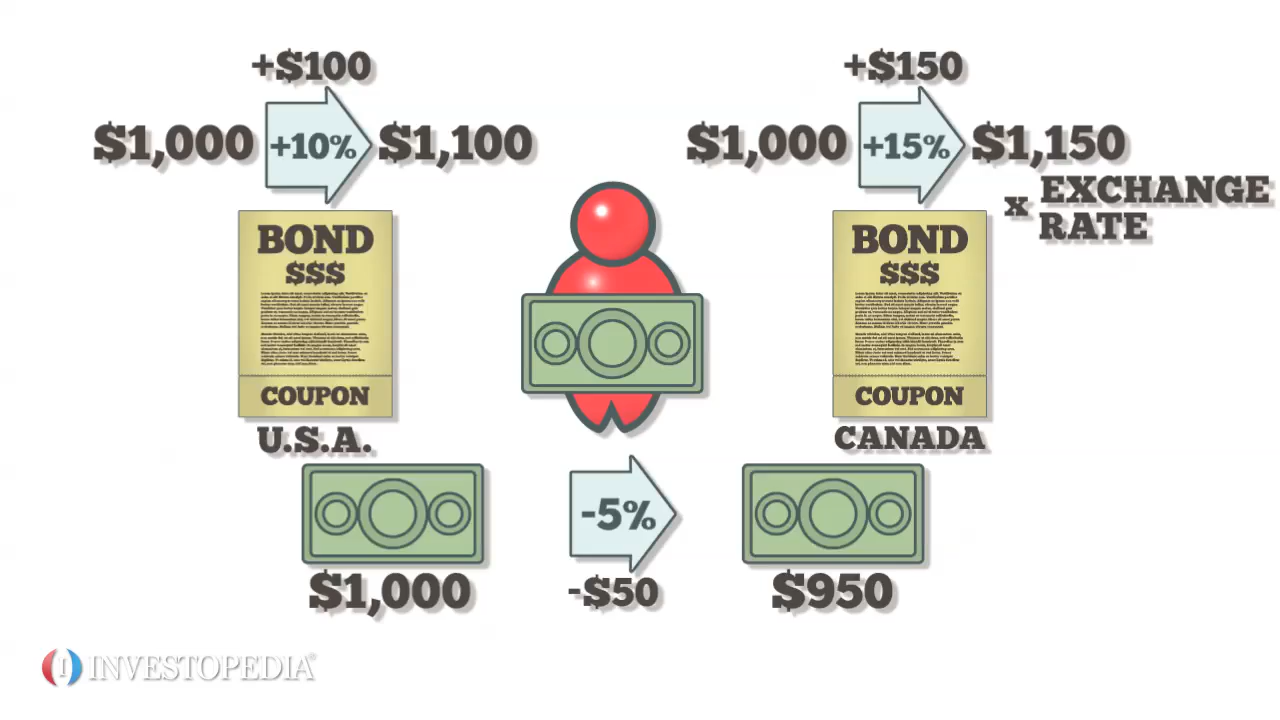 +$100
$1,000 +10% $1,100
BOND
$$$
COUPON
U.S.A.
+$150
$1,000 +15% $1,150
x EXCHANGE
RATE
BOND
$$$
COUPON
CANADA
-5%
$1,000 -$50 $950
INVESTOPEDIA®